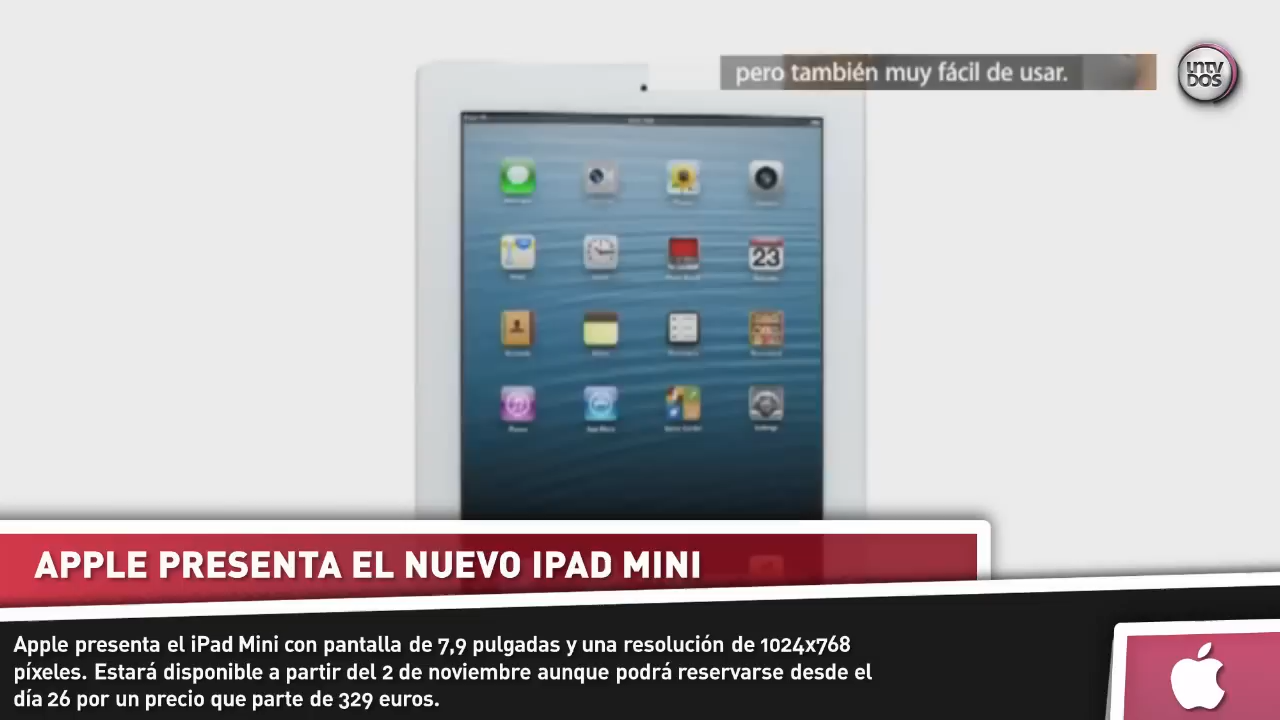 pero también muy fácil de usar.
UNTV
DOS
23
APPLE PRESENTA EL NUEVO IPAD MINI
Apple presenta el iPad Mini con pantalla de 7,9 pulgadas y una resolución de 1024x768
píxeles. Estará disponible a partir del 2 de noviembre aunque podrá reservarse desde el
día 26 por un precio que parte de 329 euros.